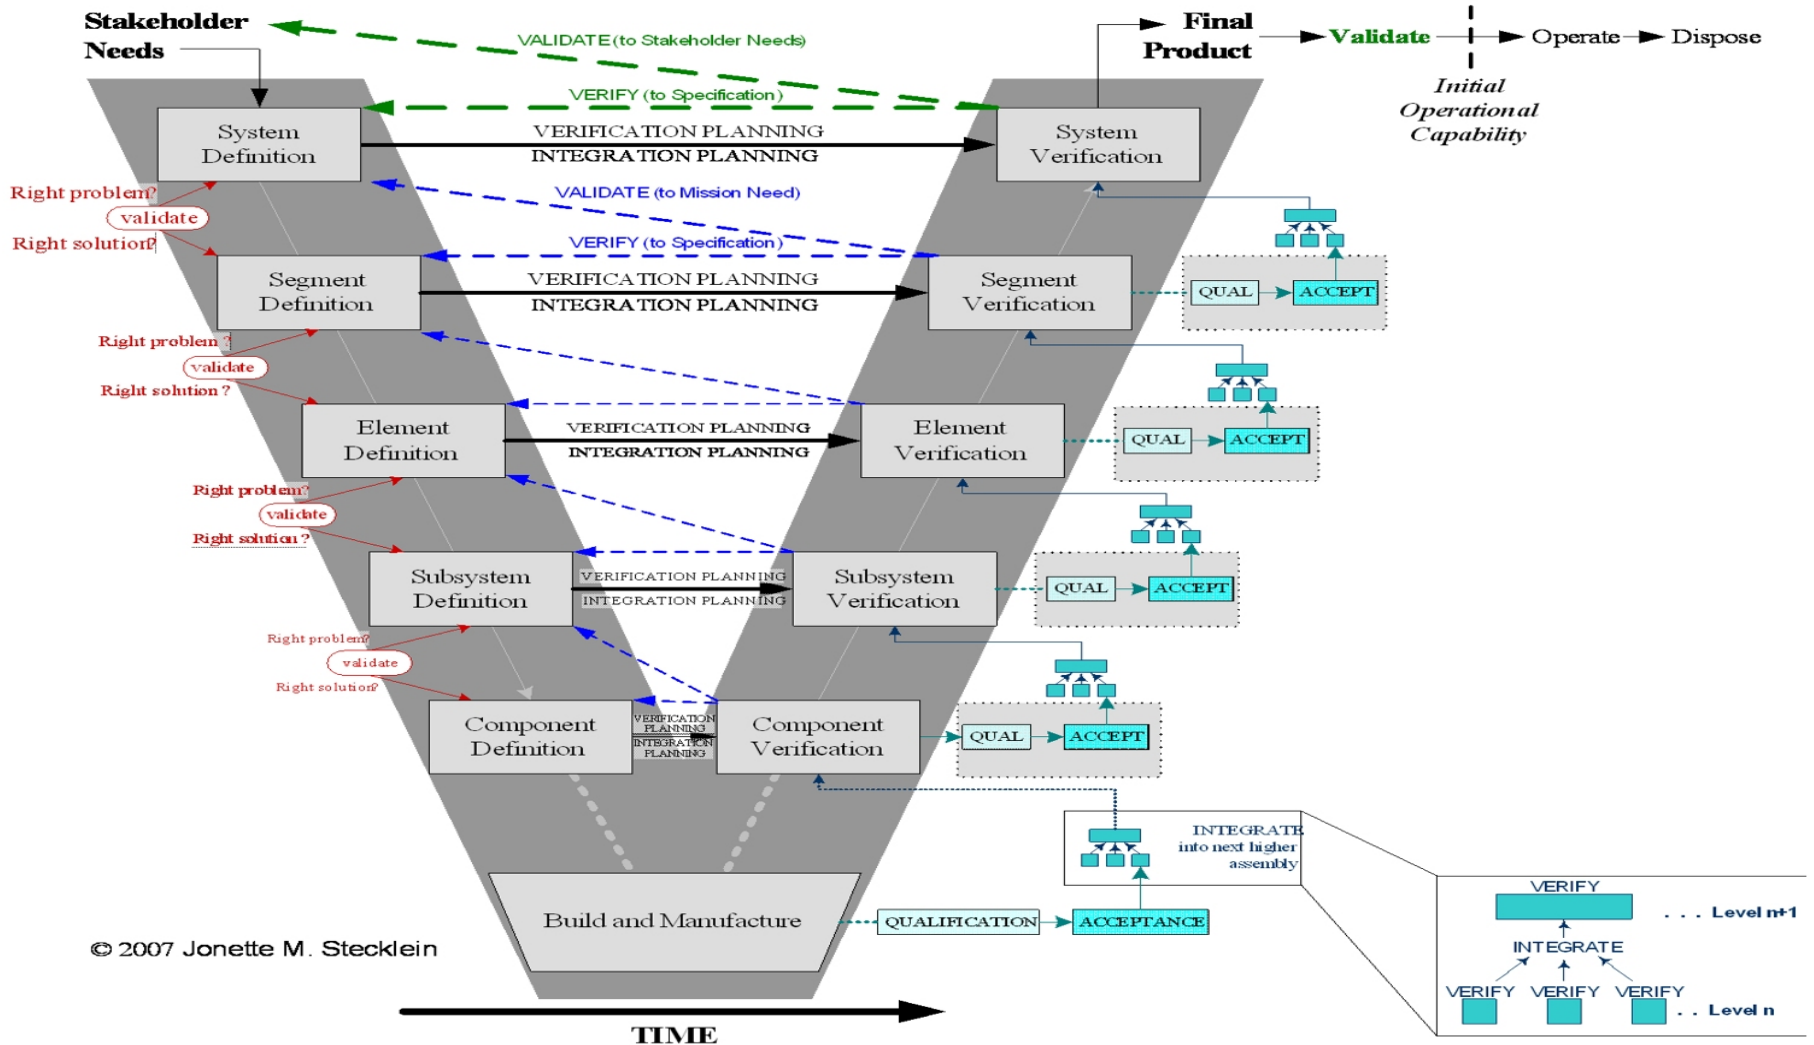 Stakeholder
Needs
VALIDATE (to Stakeholder Needs)
Final
Product
Validate
Operate
Dispose
Initial
Operational
Capability
VERIFY (to Specification)
System
Definition
VERIFICATION PLANNING
INTEGRATION PLANNING
System
Verification
Right problem?
validate
Right solution?
VALIDATE (to Mission Need)
VERIFY (to Specification)
Segment
Definition
VERIFICATION PLANNING
INTEGRATION PLANNING
Segment
Verification
QUAL
ACCEPT
Right problem ?
validate
Right solution ?
Element
Definition
VERIFICATION PLANNING
INTEGRATION PLANNING
Element
Verification
QUAL
ACCEPT
Right problem?
validate
Right solution ?
Subsystem
Definition
VERIFICATION PLANNING
INTEGRATION PLANNING
Subsystem
Verification
QUAL
ACCEPT
Right problem?
validate
Right solution?
Component
Definition
VERIFICATION
PLANNING
INTEGRATION
PLANNING
Component
Verification
QUAL
ACCEPT
INTEGRATE
into next higher
assembly
Build and Manufacture
QUALIFICATION
ACCEPTANCE
VERIFY
. . . Level n+1
INTEGRATE
VERIFY VERIFY VERIFY
. . Level n
© 2007 Jonette M. Stecklein
TIME